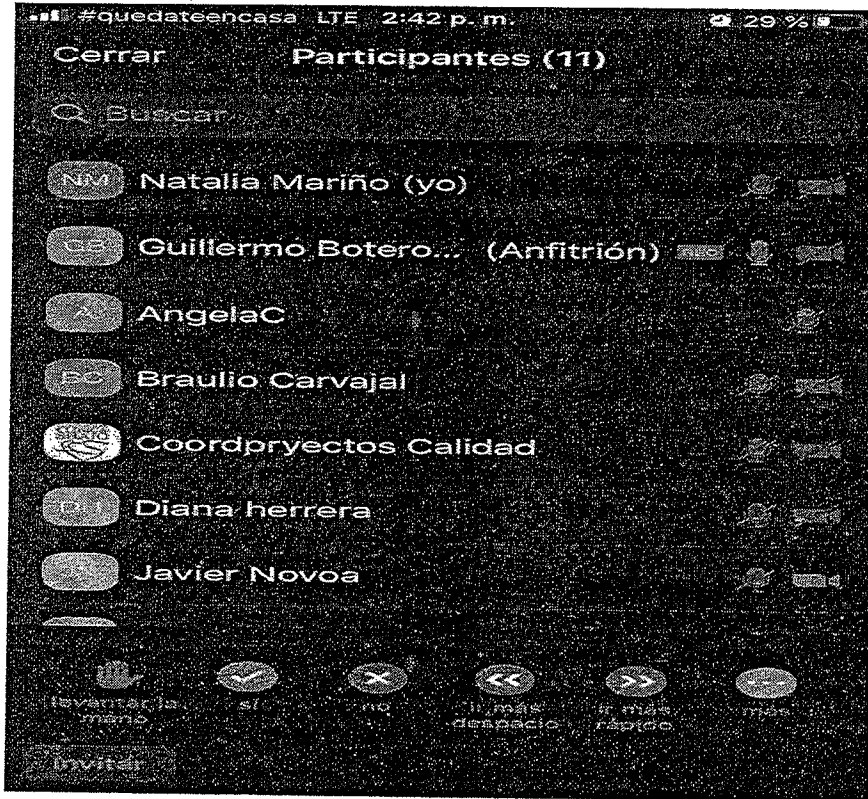 #quedateencasa LTE 2:42 p. m. 29 %
Cerrar Participantes (11)
Buscar
NM Natalia Mariño (yo)
GB Guillermo Botero... (Anfitrión) REC
A AngelaC
BC Braulio Carvajal
Coordpryectos Calidad
DH Diana herrera
Javier Novoa
levantar la mano
sí
no
ir más despacio
ir más rápido
más
Invitar